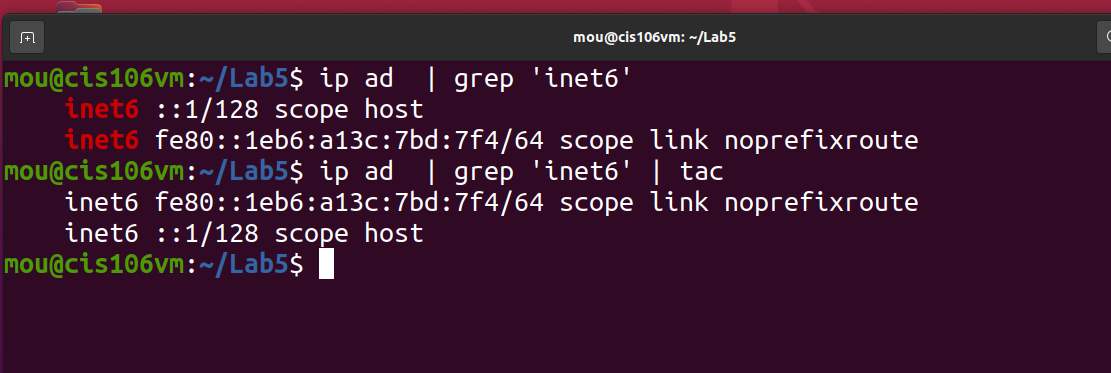 mou@cis106vm: ~/Lab5
mou@cis106vm:~/Lab5$ ip ad  | grep 'inet6'
    inet6 ::1/128 scope host
    inet6 fe80::1eb6:a13c:7bd:7f4/64 scope link noprefixroute
mou@cis106vm:~/Lab5$ ip ad  | grep 'inet6' | tac
    inet6 fe80::1eb6:a13c:7bd:7f4/64 scope link noprefixroute
    inet6 ::1/128 scope host
mou@cis106vm:~/Lab5$